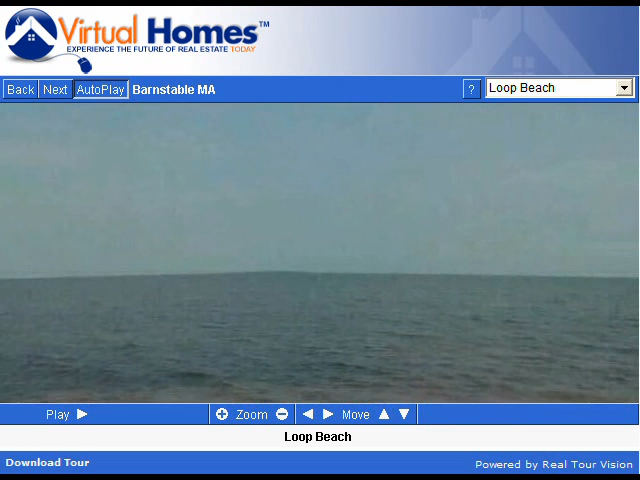 Virtual Homes™
EXPERIENCE THE FUTURE OF REAL ESTATE TODAY
Back Next AutoPlay Barnstable MA ? Loop Beach
Play Zoom Move
Loop Beach
Download Tour Powered by Real Tour Vision